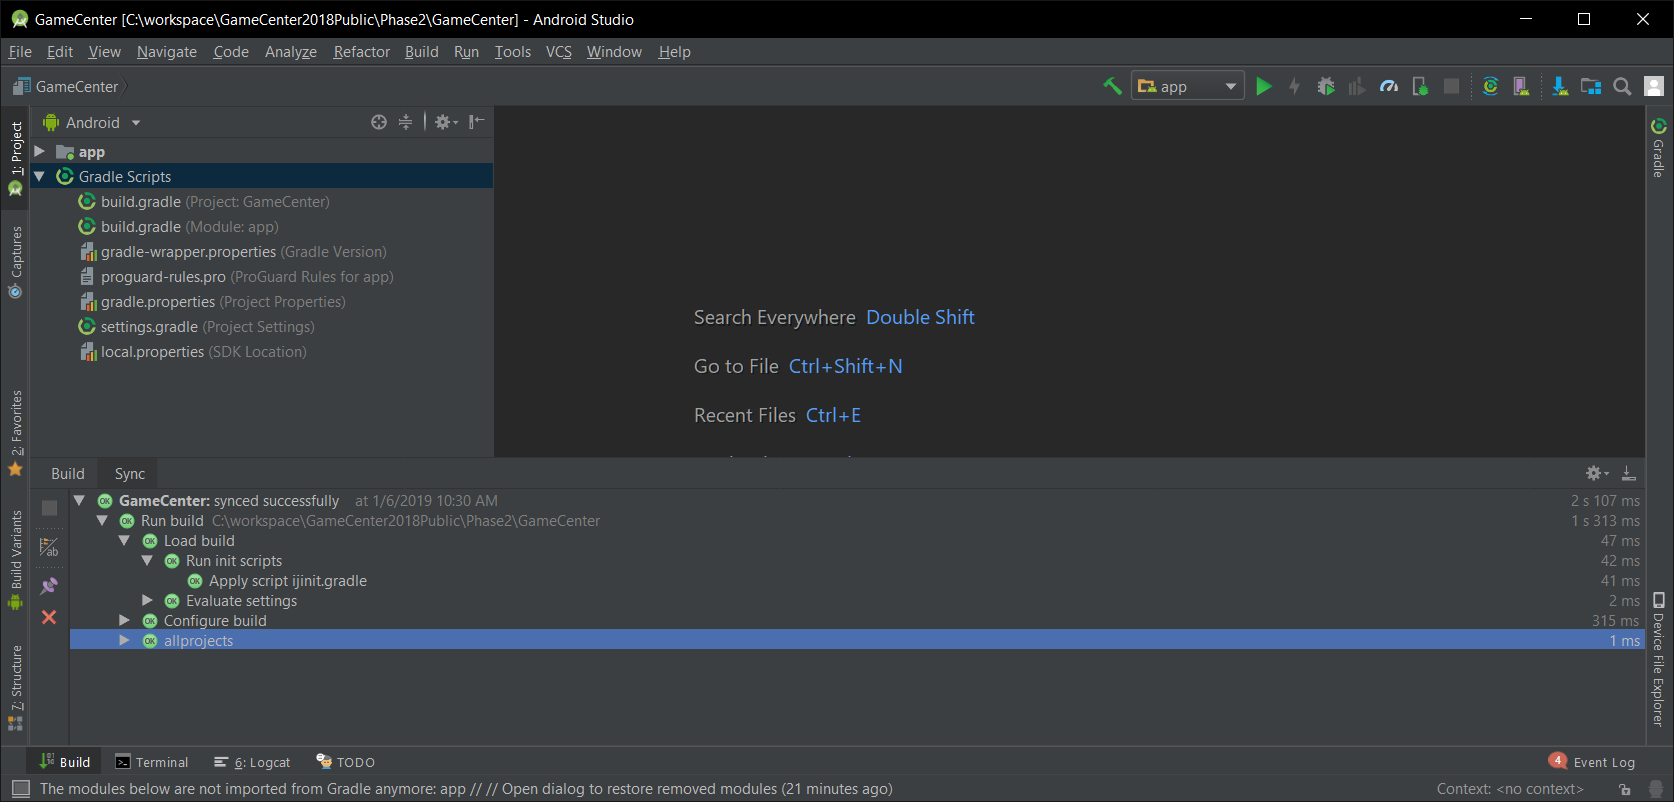 GameCenter [C:\workspace\GameCenter2018Public\Phase2\GameCenter] - Android Studio
File Edit View Navigate Code Analyze Refactor Build Run Tools VCS Window Help
GameCenter
app
1: Project
Captures
2: Favorites
Build Variants
7: Structure
Android
app
Gradle Scripts
build.gradle (Project: GameCenter)
build.gradle (Module: app)
gradle-wrapper.properties (Gradle Version)
proguard-rules.pro (ProGuard Rules for app)
gradle.properties (Project Properties)
settings.gradle (Project Settings)
local.properties (SDK Location)
Search Everywhere Double Shift
Go to File Ctrl+Shift+N
Recent Files Ctrl+E
Gradle
Device File Explorer
Build Sync
GameCenter: synced successfully at 1/6/2019 10:30 AM 2 s 107 ms
Run build C:\workspace\GameCenter2018Public\Phase2\GameCenter 1 s 313 ms
Load build 47 ms
Run init scripts 42 ms
Apply script ijinit.gradle 41 ms
Evaluate settings 2 ms
Configure build 315 ms
allprojects 1 ms
Build Terminal 6: Logcat TODO 4 Event Log
The modules below are not imported from Gradle anymore: app // // Open dialog to restore removed modules (21 minutes ago) Context: <no context>